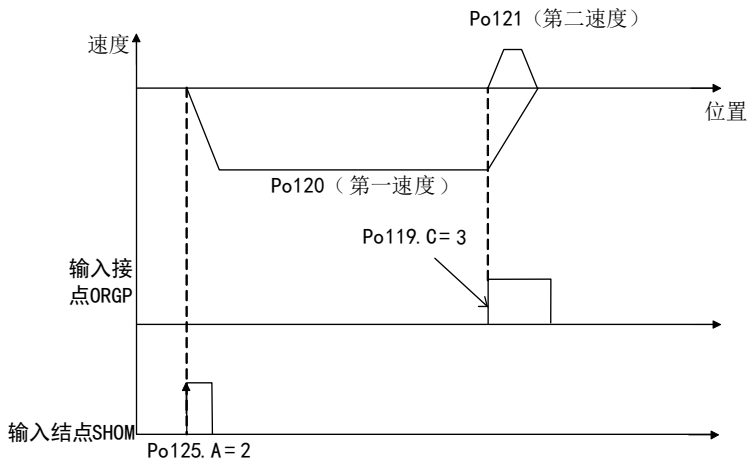 Po121（第二速度）
速度
位置
Po120（第一速度）
Po119.C=3
输入接
点ORGP
输入结点SHOM
Po125.A=2